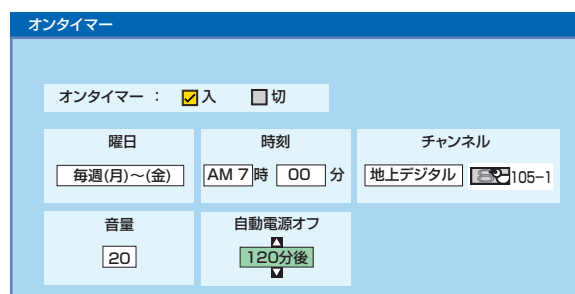 オンタイマー
オンタイマー : 入 切
曜日 時刻 チャンネル
毎週(月)～(金) AM 7時 00 分 地上デジタル 105−1
音量 自動電源オフ
20 120分後